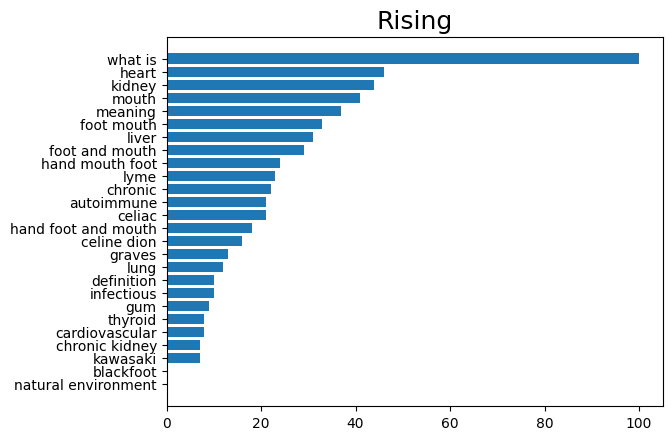 Rising
what is
heart
kidney
mouth
meaning
foot mouth
liver
foot and mouth
hand mouth foot
lyme
chronic
autoimmune
celiac
hand foot and mouth
celine dion
graves
lung
definition
infectious
gum
thyroid
cardiovascular
chronic kidney
kawasaki
blackfoot
natural environment
0 20 40 60 80 100